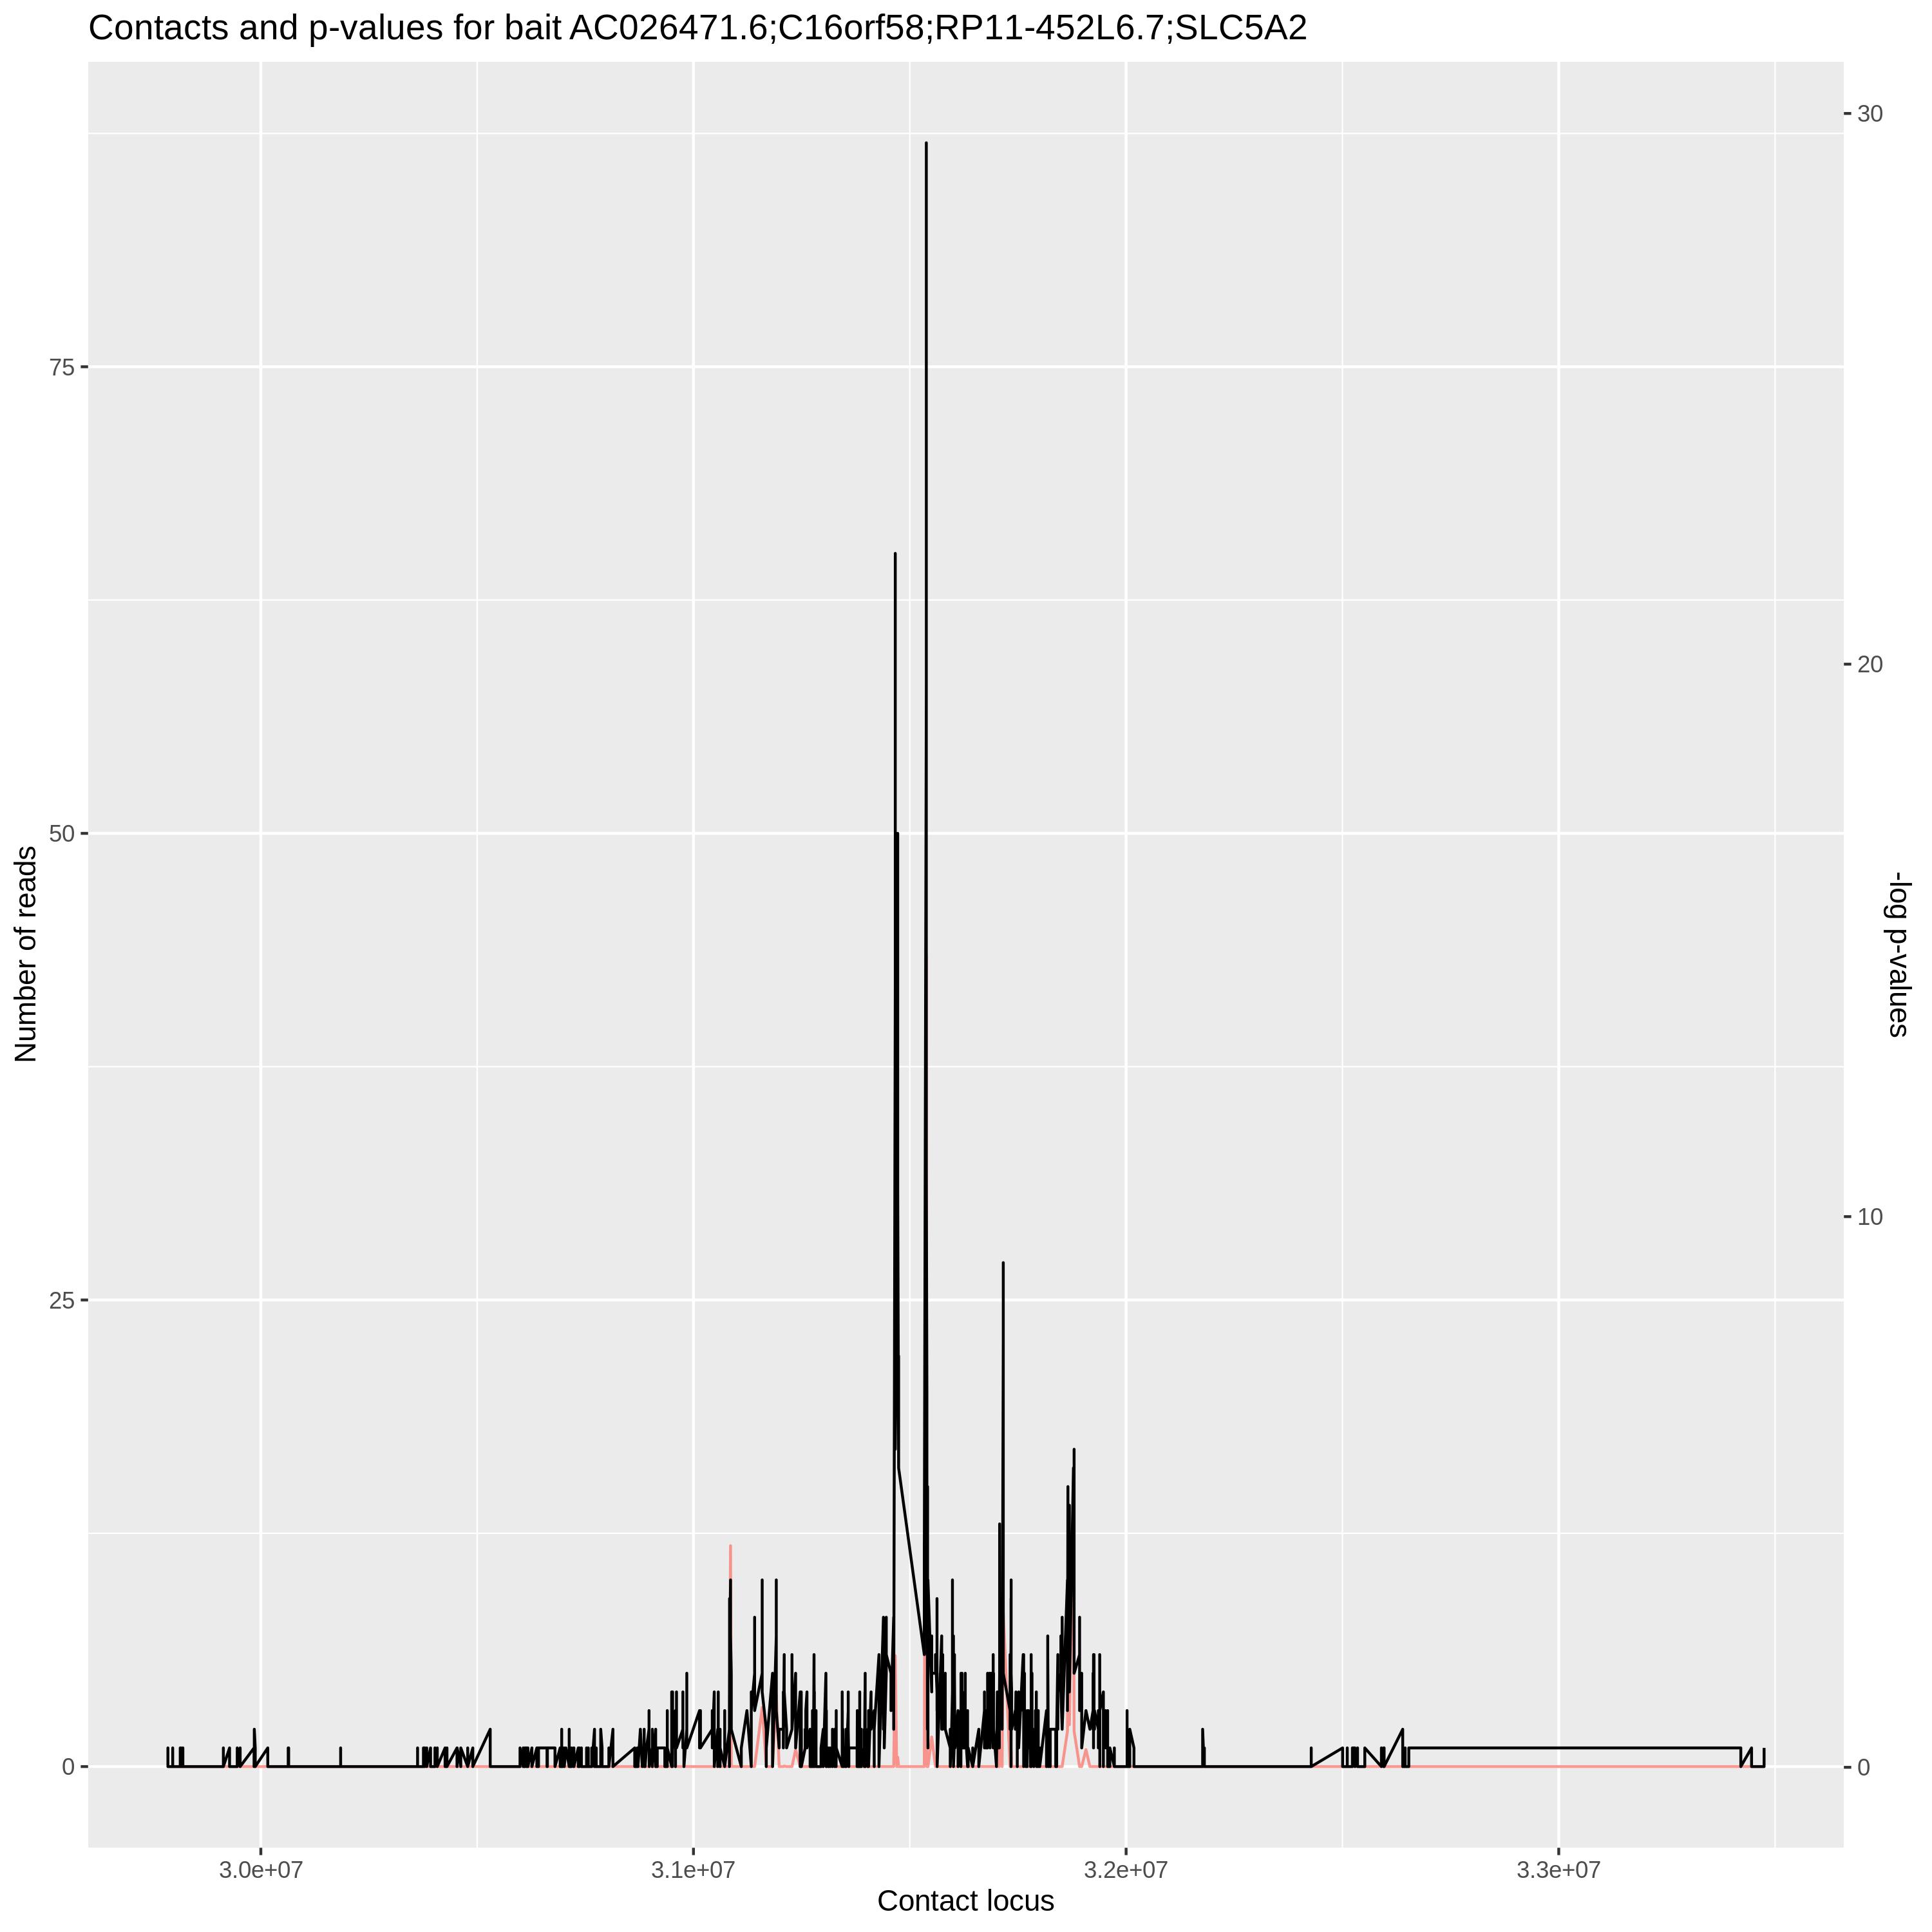 Contacts and p-values for bait AC026471.6;C16orf58;RP11-452L6.7;SLC5A2
30
75
20
50
Number of reads
-log p-values
10
25
0
0
3.0e+07
3.1e+07
3.2e+07
3.3e+07
Contact locus